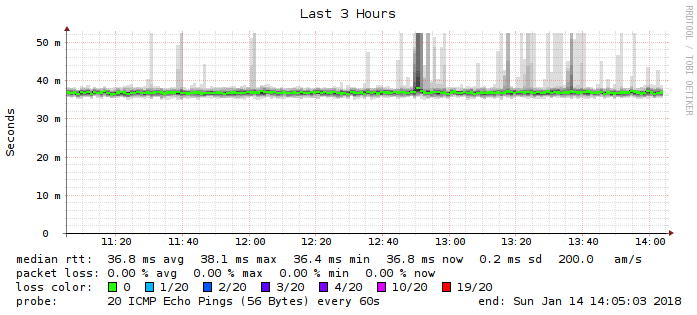 Last 3 Hours
RRDTOOL / TOBI OETIKER
Seconds
50 m
40 m
30 m
20 m
10 m
0
11:20 11:40 12:00 12:20 12:40 13:00 13:20 13:40 14:00
median rtt: 36.8 ms avg 38.1 ms max 36.4 ms min 36.8 ms now 0.2 ms sd 200.0 am/s
packet loss: 0.00 % avg 0.00 % max 0.00 % min 0.00 % now
loss color: 0 1/20 2/20 3/20 4/20 10/20 19/20
probe: 20 ICMP Echo Pings (56 Bytes) every 60s end: Sun Jan 14 14:05:03 2018